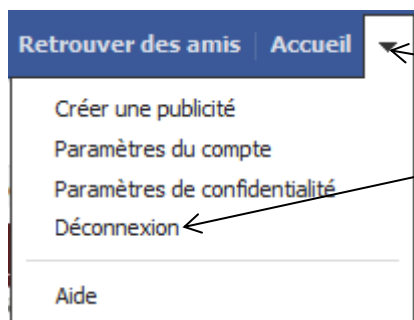 Retrouver des amis Accueil
Créer une publicité
Paramètres du compte
Paramètres de confidentialité
Déconnexion
Aide